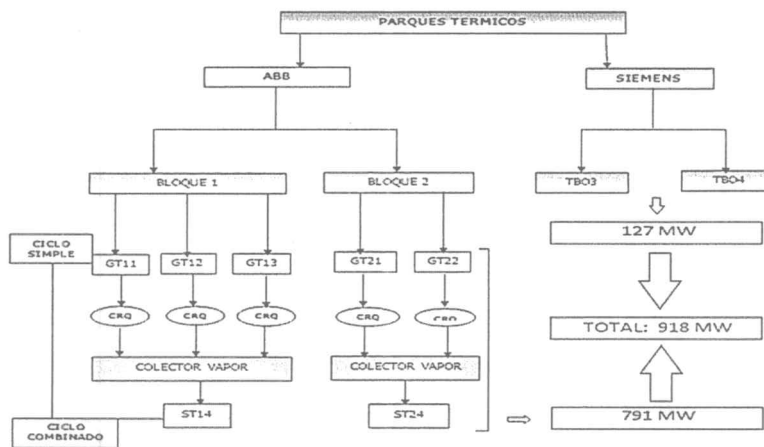 PARQUES TERMICOS
ABB
SIEMENS
BLOQUE 1
BLOQUE 2
TBO3
TBO4
127 MW
CICLO
SIMPLE
GT11
GT12
GT13
GT21
GT22
CRQ
CRQ
CRQ
CRQ
CRQ
TOTAL: 918 MW
COLECTOR VAPOR
COLECTOR VAPOR
ST14
ST24
791 MW
CICLO
COMBINADO